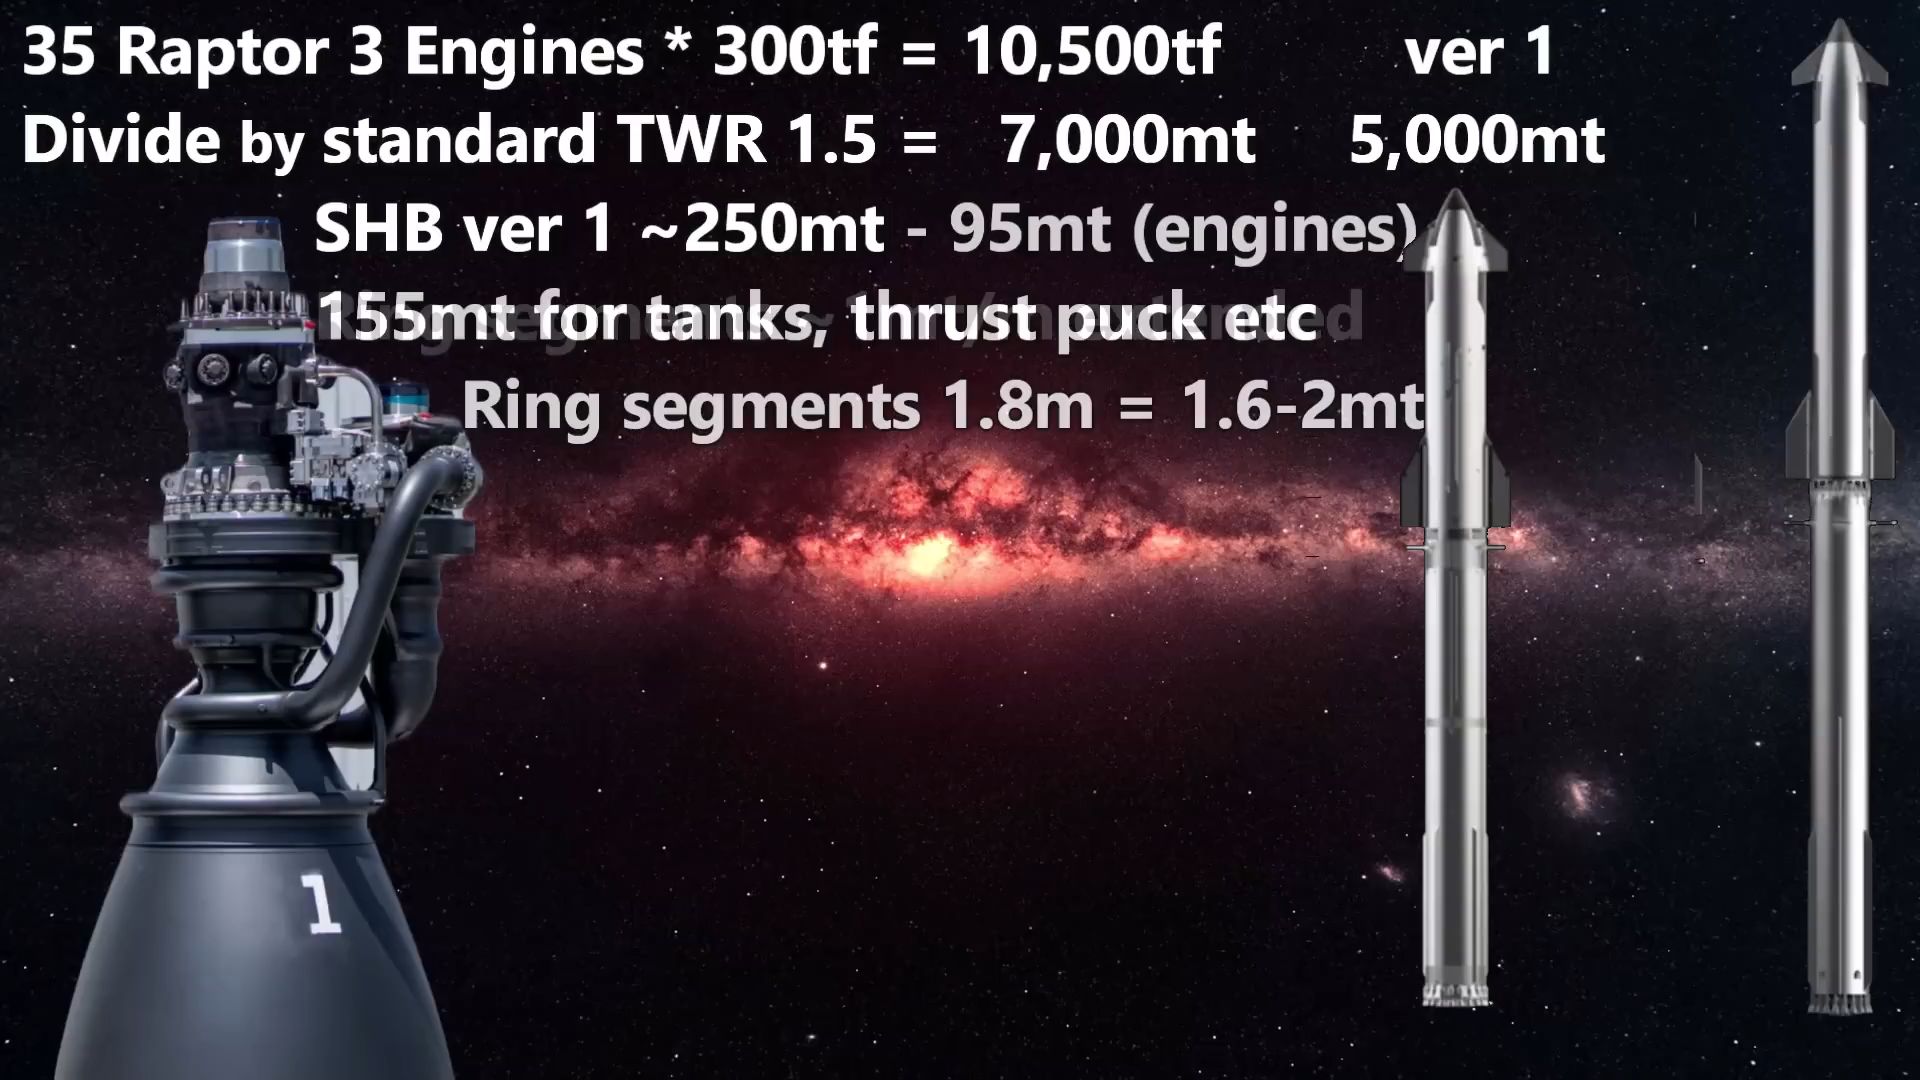 35 Raptor 3 Engines * 300tf = 10,500tf ver 1
Divide by standard TWR 1.5 = 7,000mt 5,000mt
SHB ver 1 ~250mt - 95mt (engines)
155mt for tanks, thrust puck etc
Ring segments 1.8m = 1.6-2mt
1